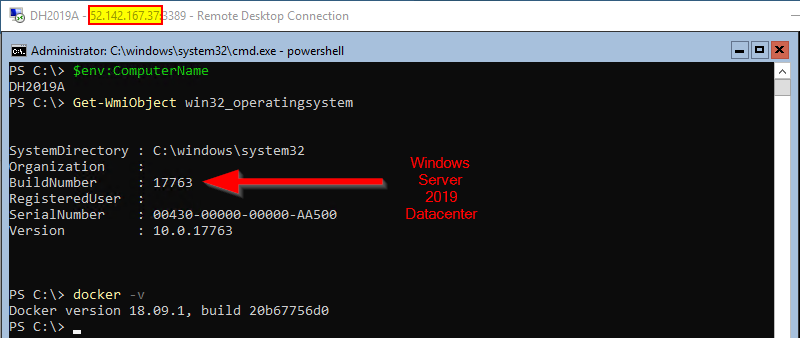 DH2019A - 52.142.167.37:3389 - Remote Desktop Connection
Administrator: C:\windows\system32\cmd.exe - powershell
PS C:\> $env:ComputerName
DH2019A
PS C:\> Get-WmiObject win32_operatingsystem
SystemDirectory : C:\windows\system32
Organization :
BuildNumber : 17763
RegisteredUser :
SerialNumber : 00430-00000-00000-AA500
Version : 10.0.17763
Windows
Server
2019
Datacenter
PS C:\> docker -v
Docker version 18.09.1, build 20b67756d0
PS C:\>